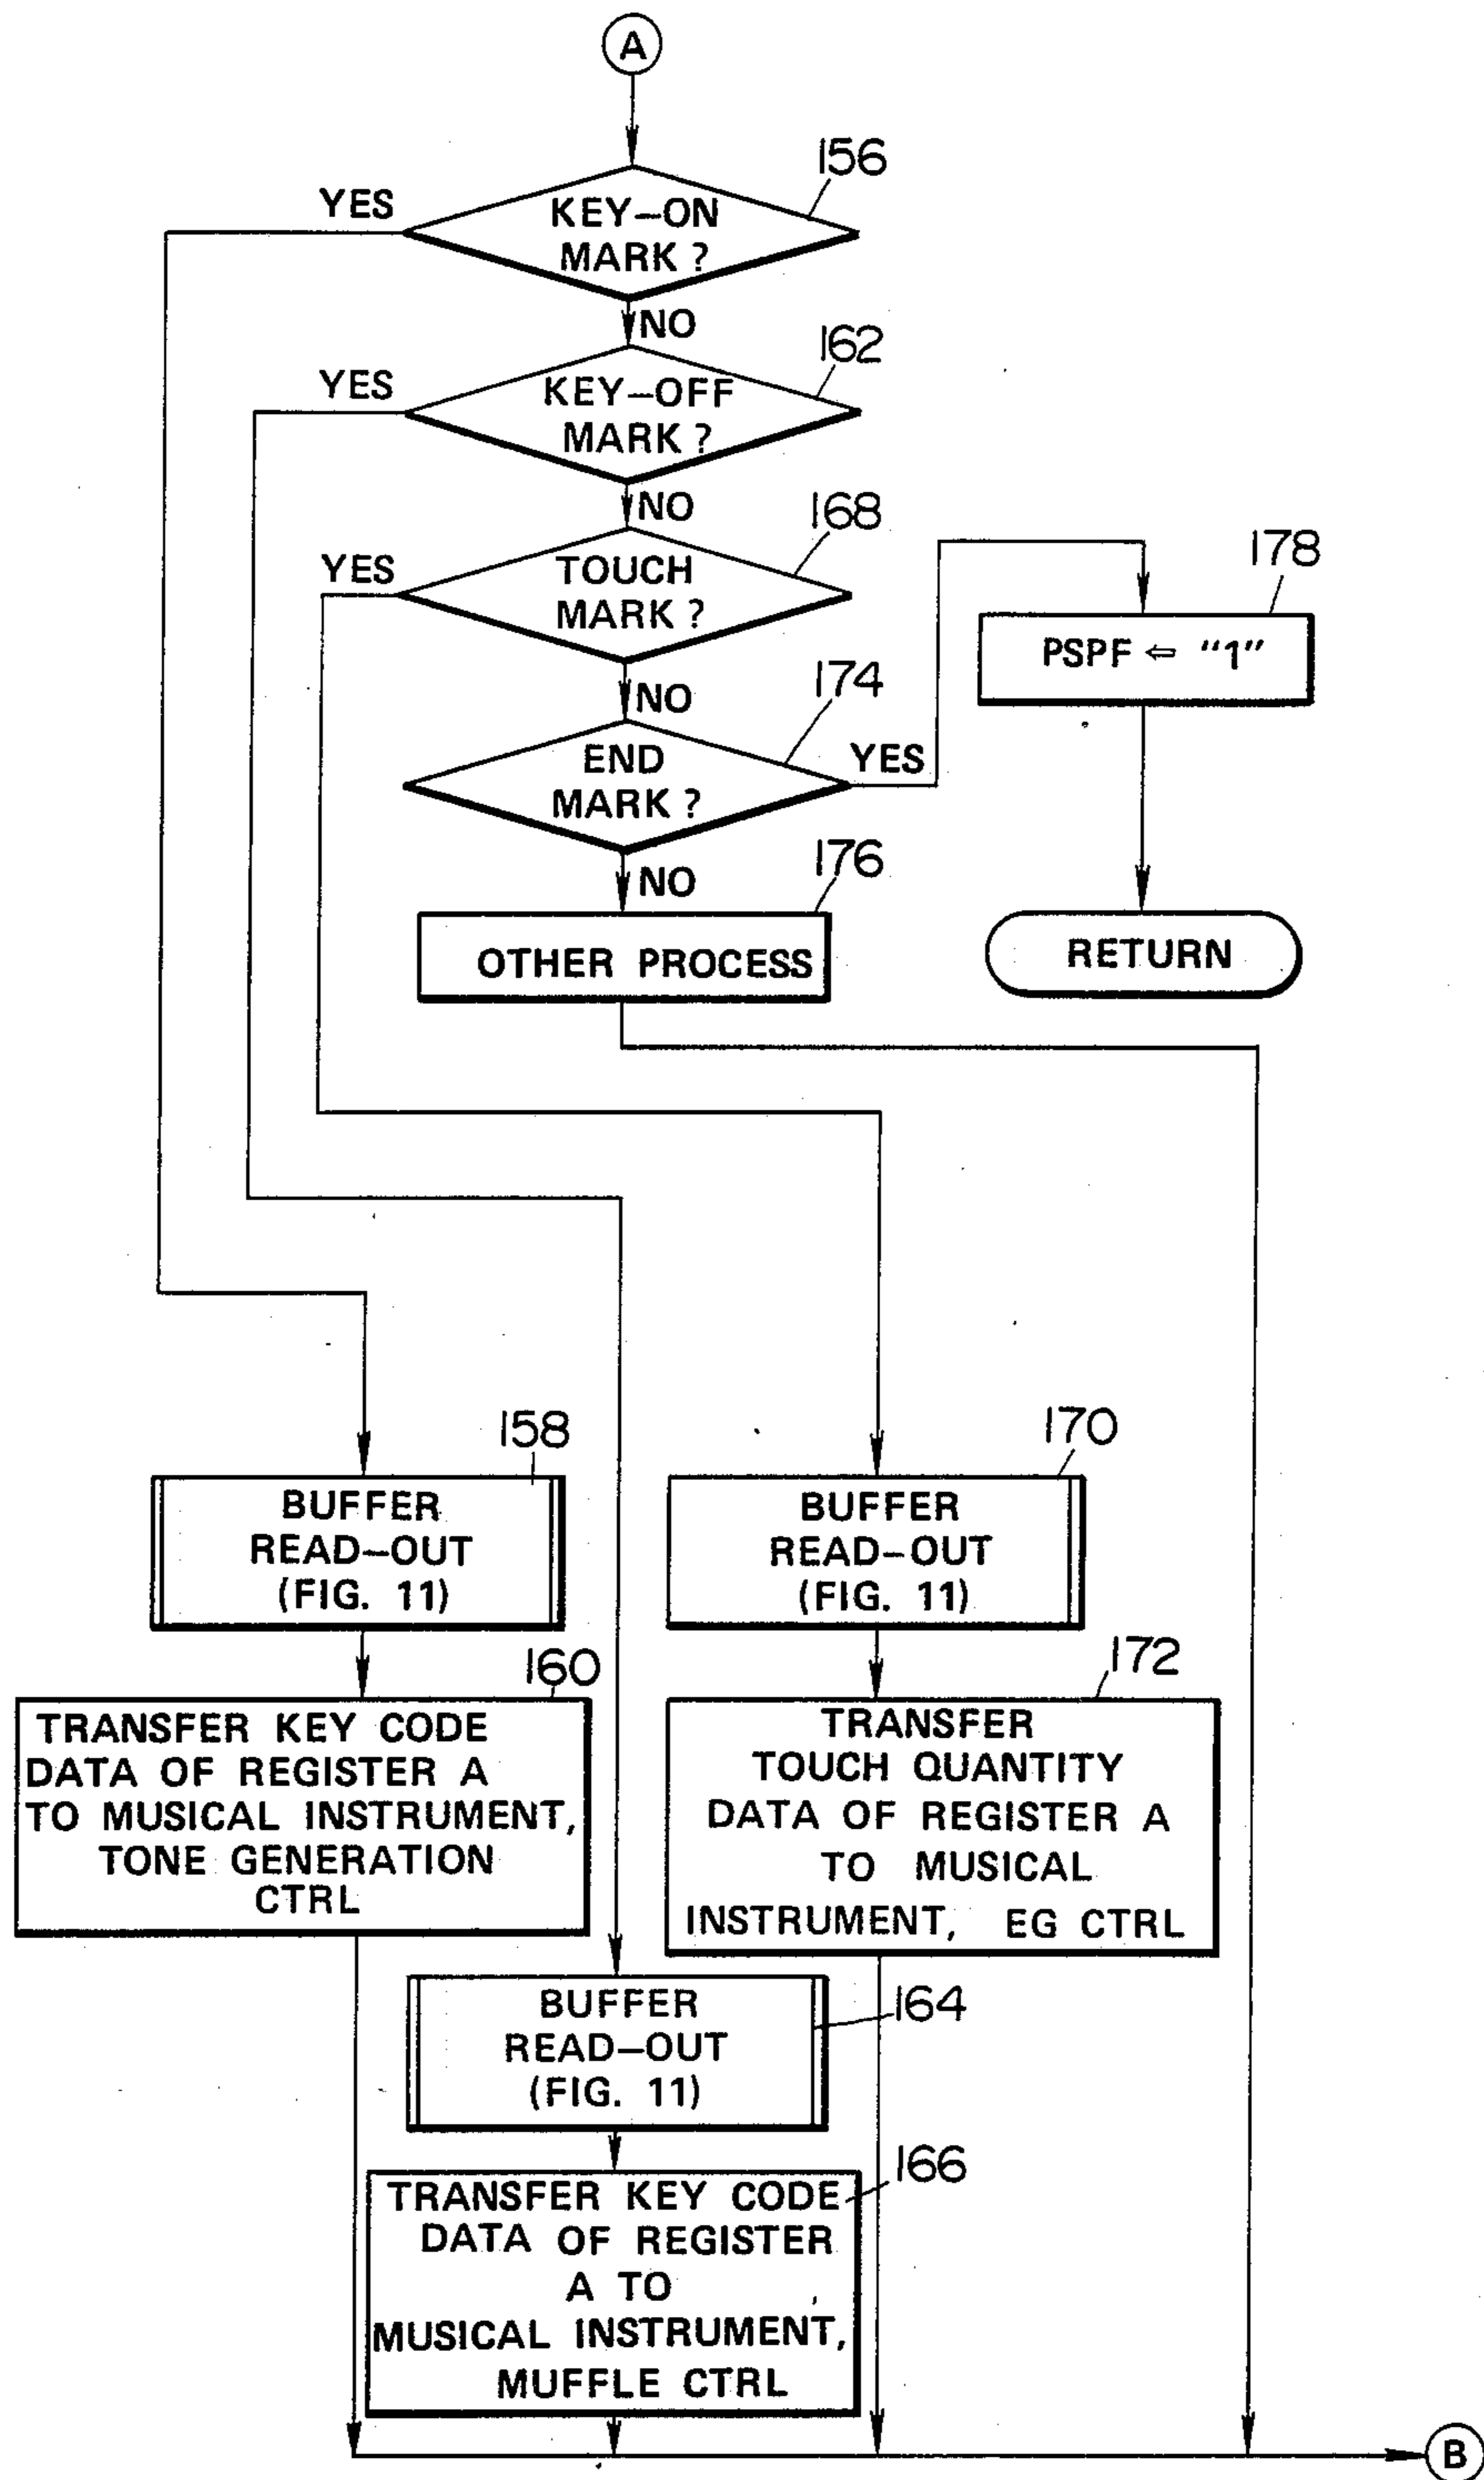 A
156
YES
KEY–ON
MARK ?
NO
162
YES
KEY–OFF
MARK ?
NO
168
YES
TOUCH
MARK ?
178
PSPF ⇐ "1"
NO
174
END
MARK ?
YES
NO
176
OTHER PROCESS
RETURN
158
BUFFER
READ–OUT
(FIG. 11)
170
BUFFER
READ–OUT
(FIG. 11)
160
TRANSFER KEY CODE
DATA OF REGISTER A
TO MUSICAL INSTRUMENT,
TONE GENERATION
CTRL
172
TRANSFER
TOUCH QUANTITY
DATA OF REGISTER A
TO MUSICAL
INSTRUMENT, EG CTRL
164
BUFFER
READ–OUT
(FIG. 11)
166
TRANSFER KEY CODE
DATA OF REGISTER
A TO
MUSICAL INSTRUMENT,
MUFFLE CTRL
B